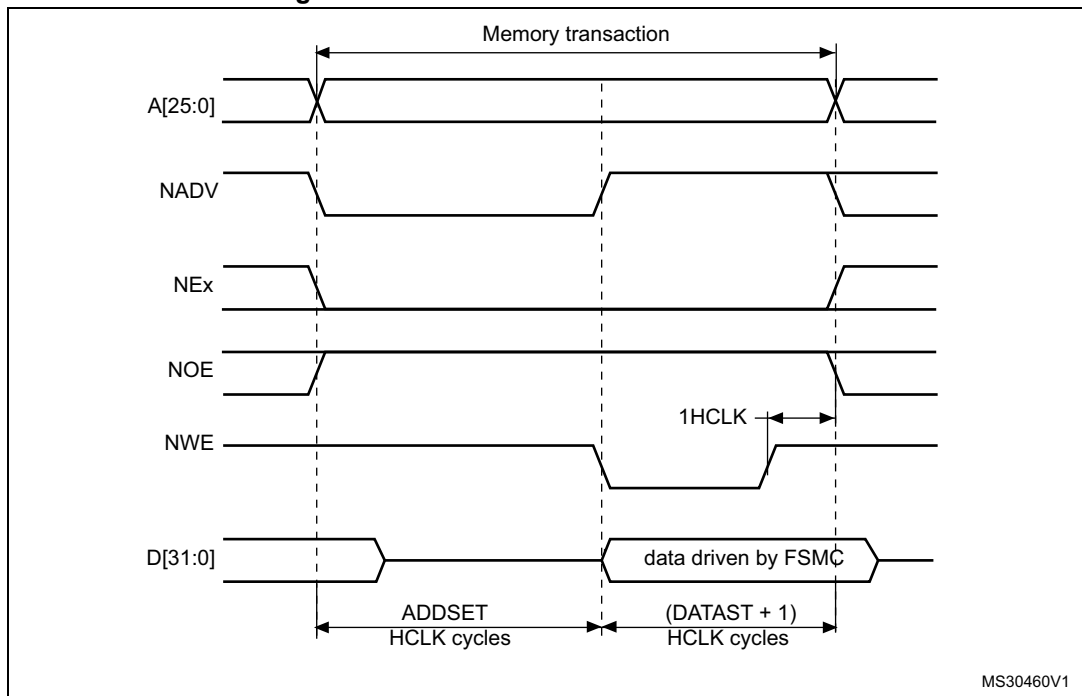 g
Memory transaction
A[25:0]
NADV
NEx
NOE
1HCLK
NWE
D[31:0]
data driven by FSMC
ADDSET
HCLK cycles
(DATAST + 1)
HCLK cycles
MS30460V1